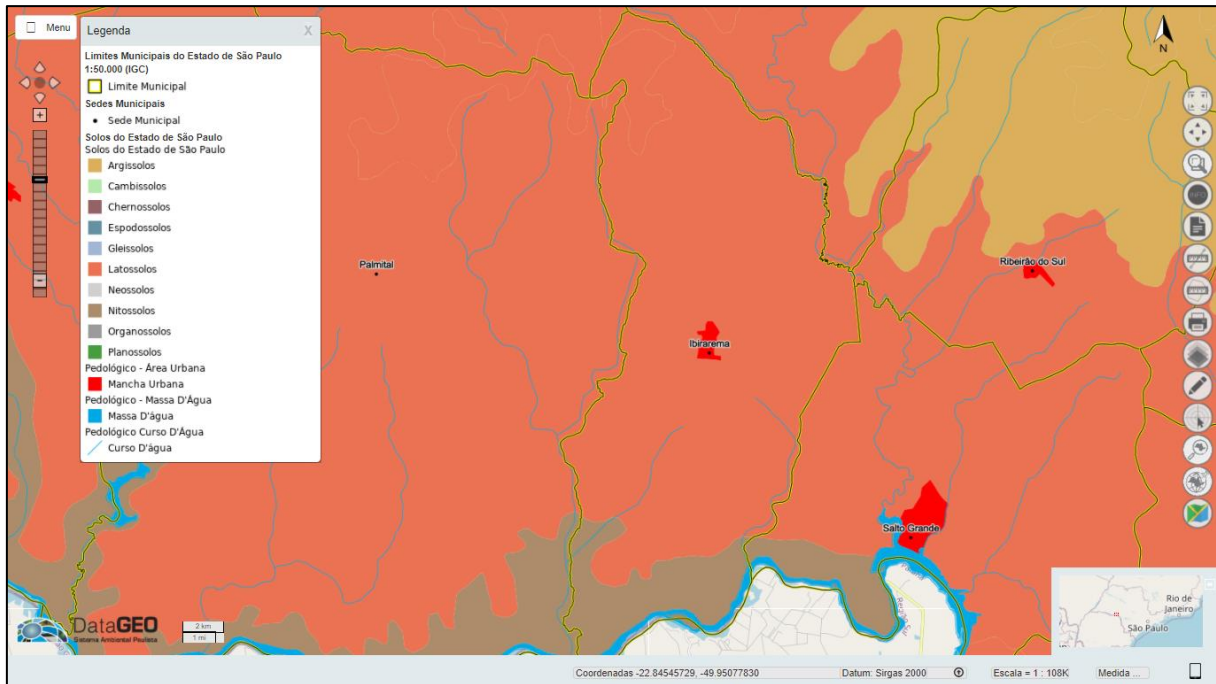 Menu
Legenda
X
Limites Municipais do Estado de São Paulo
1:50.000 (IGC)
Limite Municipal
Sedes Municipais
Sede Municipal
Solos do Estado de São Paulo
Solos do Estado de São Paulo
Argissolos
Cambissolos
Chernossolos
Espodossolos
Gleissolos
Latossolos
Neossolos
Nitossolos
Organossolos
Planossolos
Pedológico - Área Urbana
Mancha Urbana
Pedológico - Massa D'água
Massa D'água
Pedológico Curso D'Água
Curso D'água
N
INFO
Palmital
Ibirarema
Ribeirão do Sul
Salto Grande
DataGEO
Sistema Ambiental Paulista
2 km
1 mi
Rio de
Janeiro
São Paulo
Coordenadas -22.84545729, -49.95077830
Datum: Sirgas 2000
Escala = 1 : 108K
Medida ...